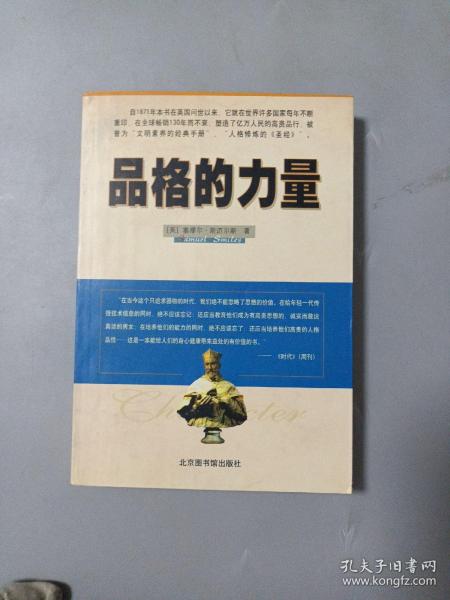 自1871年本书在英国问世以来，它就在世界许多国家每年不断
重印，在全球畅销130年而不衰，塑造了亿万人民的高贵品行，被
誉为“文明素养的经典手册”、“人格修炼的《圣经》”。
品格的力量
[英] 塞缪尔·斯迈尔斯 著
Samuel Smiles
“在当今这个只追求器物的时代，我们绝不能忽略了思想的价值。在给年轻一代传
授技术信息的同时，绝不应该忘记：还应当教育他们成为有高贵思想的、诚实而敢说
真话的男女；在培养他们的能力的同时，绝不应该忘了：还应当培养他们高贵的人格
品性……这是一本能给人们的身心健康带来益处的有价值的书。”
——《时代》(周刊)
Character
北京图书馆出版社
孔夫子旧书网
www.kongfz.com